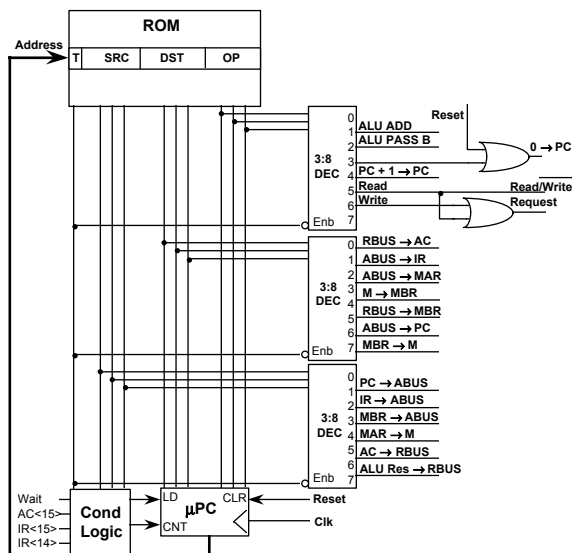 ROM
Address
T SRC DST OP
Reset
0
1 ALU ADD
2 ALU PASS B
3 0 → PC
3:8 DEC
4 PC + 1 → PC
5 Read Read/Write
6 Write Request
Enb 7
0 RBUS → AC
1 ABUS → IR
2 ABUS → MAR
3:8 DEC
3 M → MBR
4 RBUS → MBR
5 ABUS → PC
6 MBR → M
Enb 7
0 PC → ABUS
1 IR → ABUS
2 MBR → ABUS
3:8 DEC
3 MAR → M
4 AC → RBUS
5 ALU Res → RBUS
6
Enb 7
Wait
AC<15>
IR<15>
IR<14>
Cond Logic
LD CLR Reset
µPC
CNT Clk